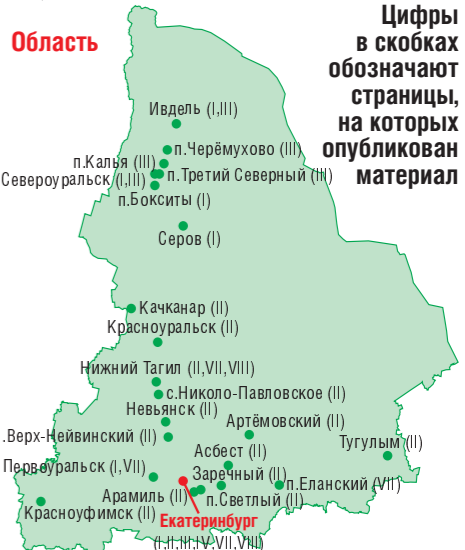 Область
Цифры
в скобках
обозначают
страницы,
на которых
опубликован
материал
Ивдель (I,III)
п.Черёмухово (III)
п.Калья (III)
п.Третий Северный (III)
Североуральск (I,III)
п.Бокситы (I)
Серов (I)
Качканар (II)
Красноуральск (II)
Нижний Тагил (II,VII,VIII)
с.Николо-Павловское (II)
Невьянск (II)
Артёмовский (II)
.Верх-Нейвинский (II)
Тугулым (II)
Асбест (II)
Первоуральск (I,VII)
Заречный (II)
п.Еланский (VII)
Арамиль (II)
п.Светлый (II)
Красноуфимск (II)
Екатеринбург
(I,II,III,IV,VII,VIII)